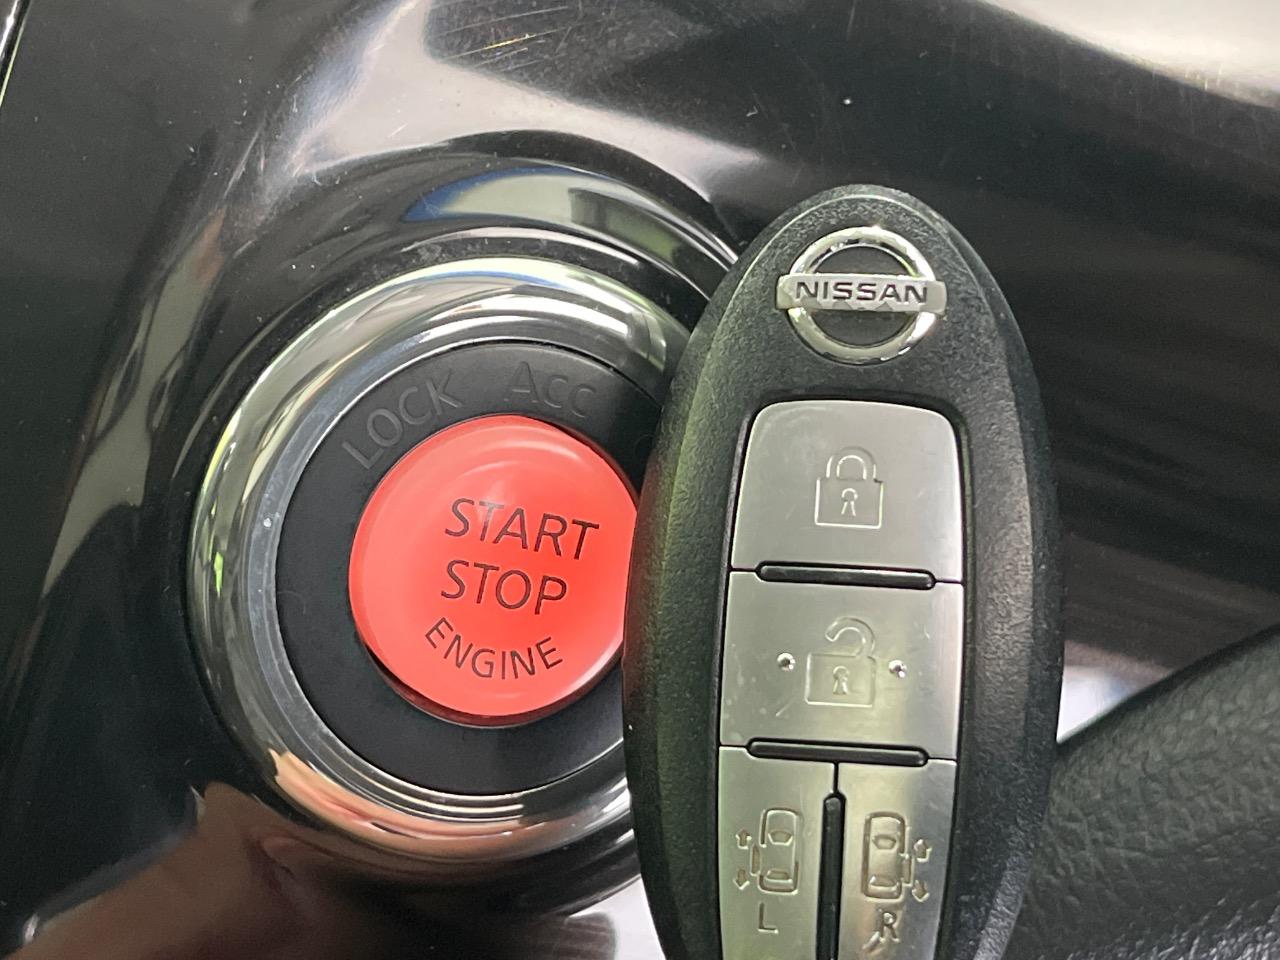 NISSAN
LOCK ACC
START
STOP
ENGINE
L R